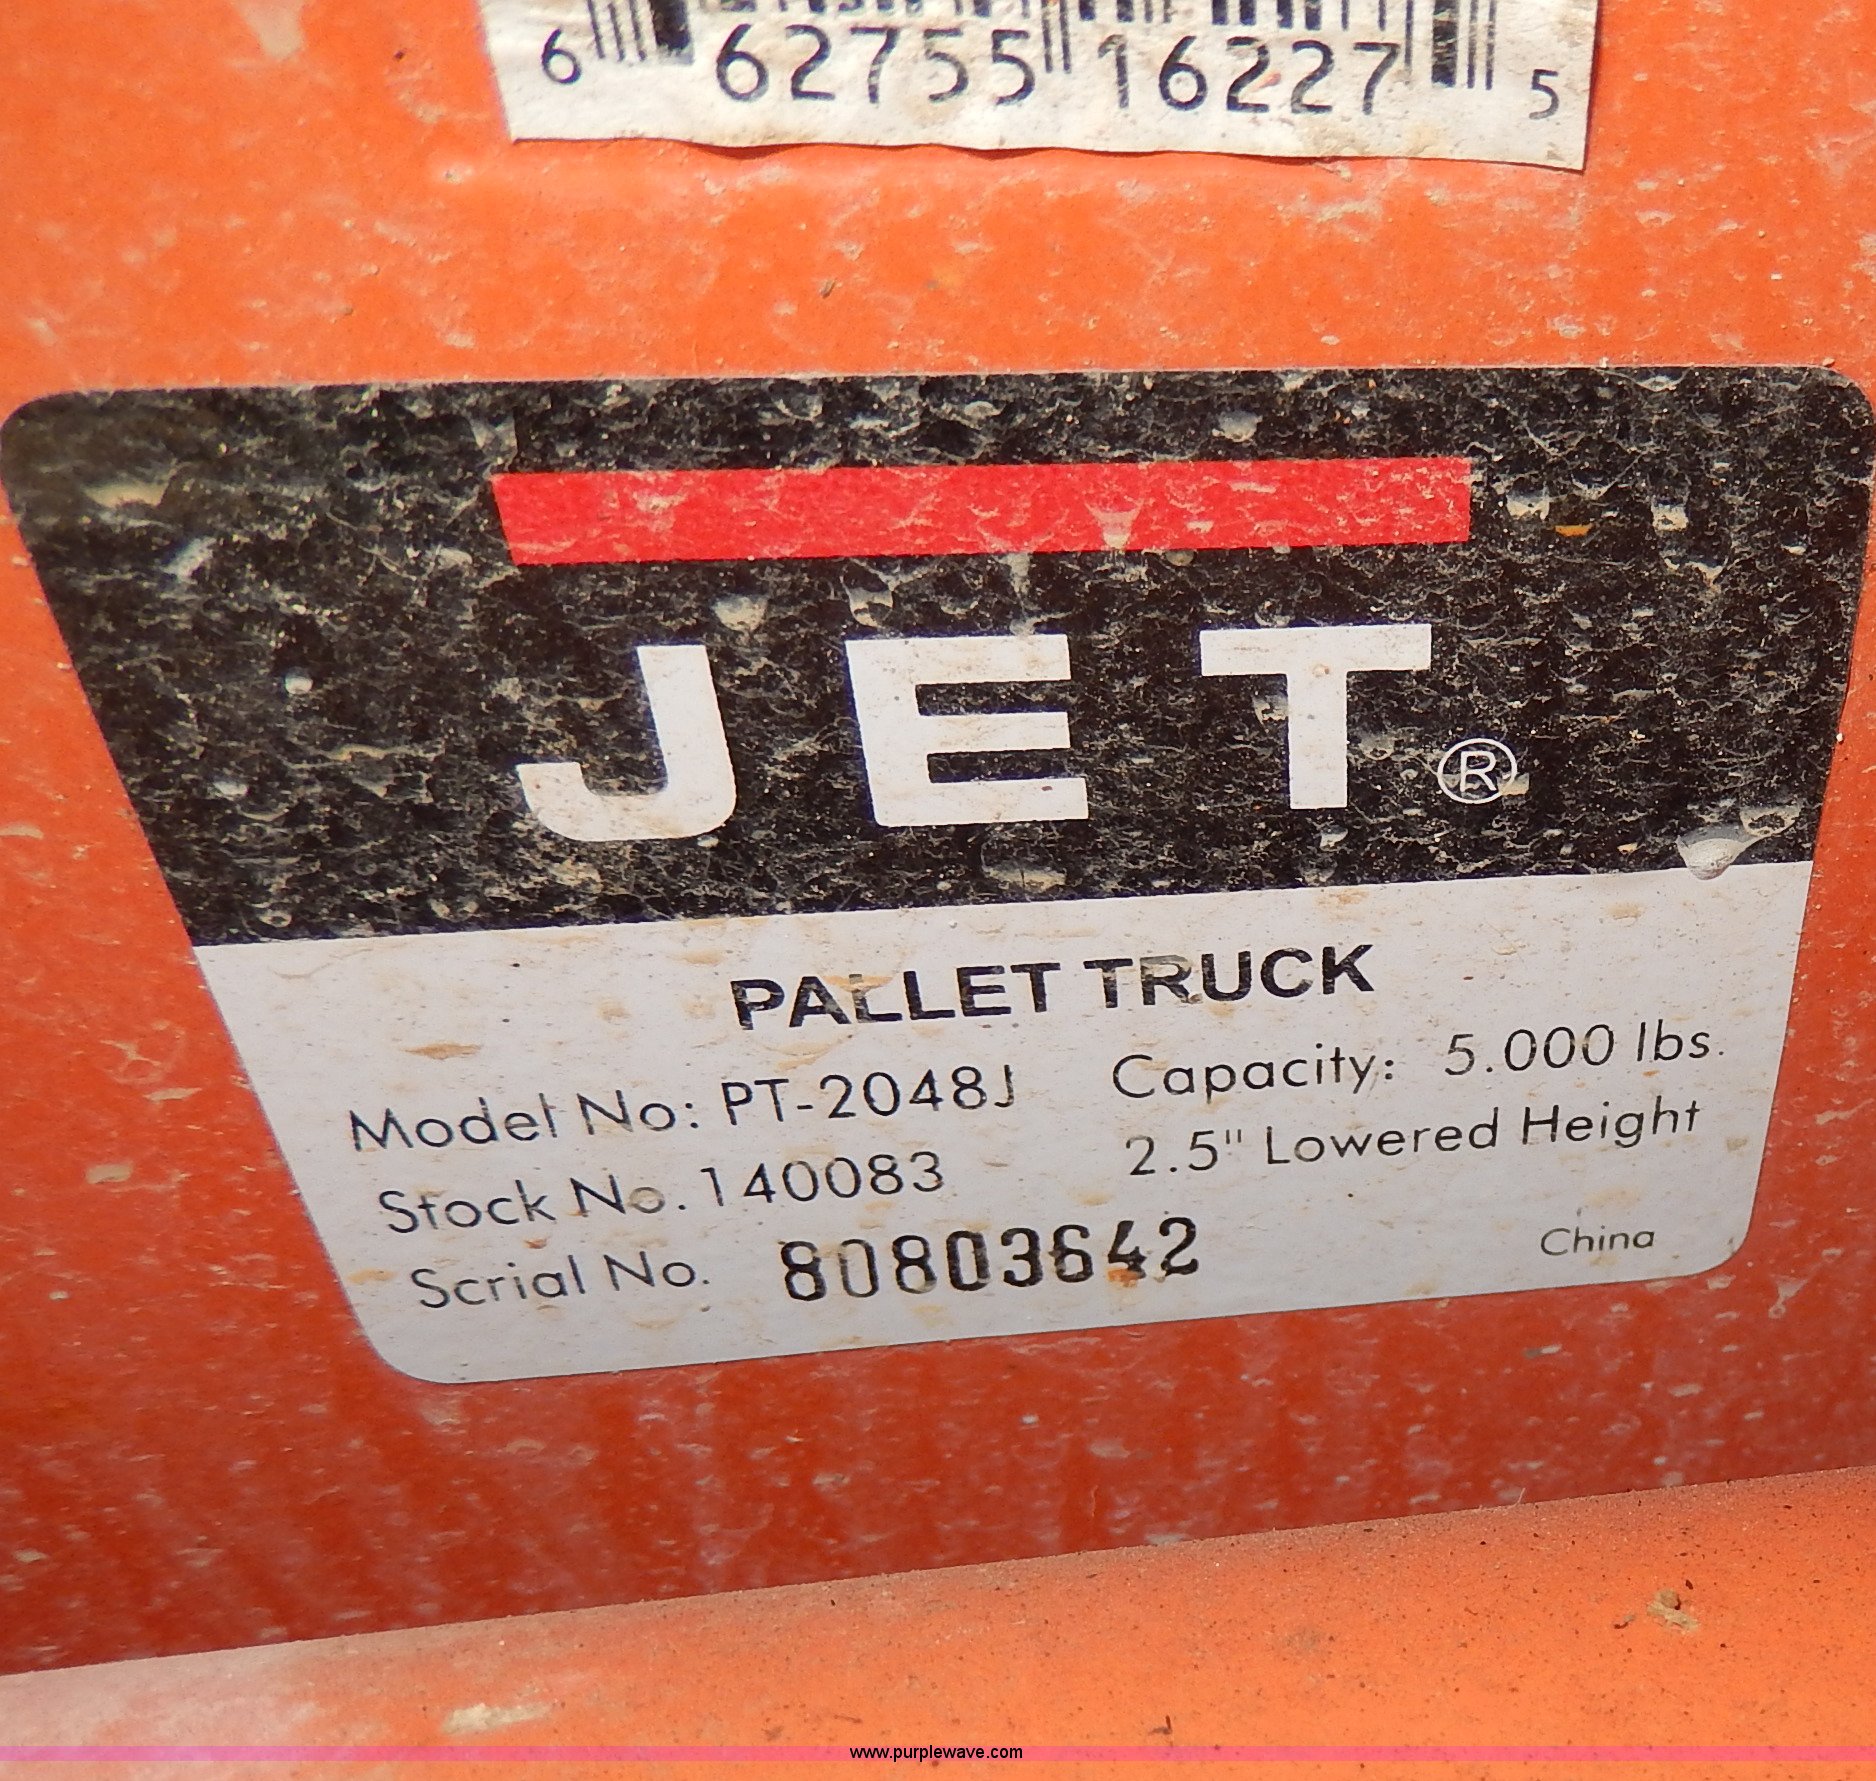 6 62755 16227 5
JET®
PALLET TRUCK
Model No: PT-2048J
Capacity: 5.000 lbs.
Stock No. 140083
2.5" Lowered Height
Serial No. 80803642
China
www.purplewave.com